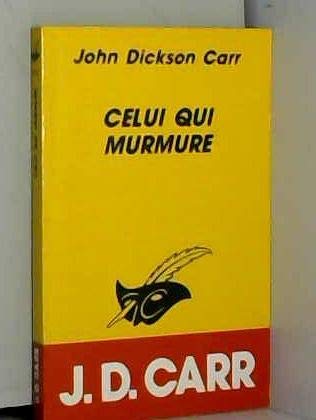 John Dickson Carr
CELUI QUI
MURMURE
J. D. CARR